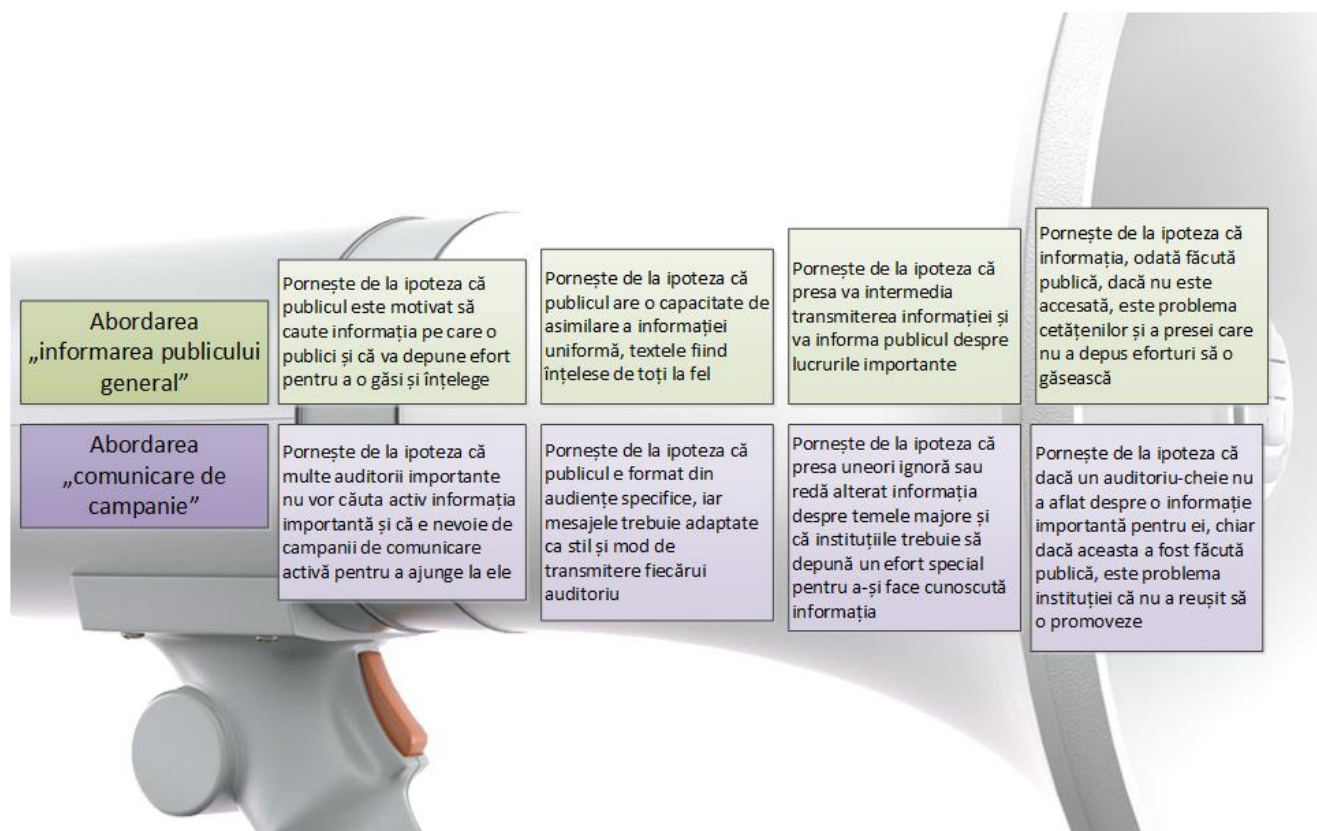 Abordarea
„informarea publicului
general”
Pornește de la ipoteza că
publicul este motivat să
caute informația pe care o
publici și că va depune efort
pentru a o găsi și înțelege
Pornește de la ipoteza că
publicul are o capacitate de
asimilare a informației
uniformă, textele fiind
înțelese de toți la fel
Pornește de la ipoteza că
presa va intermedia
transmiterea informației și
va informa publicul despre
lucrurile importante
Pornește de la ipoteza că
informația, odată făcută
publică, dacă nu este
accesată, este problema
cetățenilor și a presei care
nu a depus eforturi să o
găsească
Abordarea
„comunicare de
campanie”
Pornește de la ipoteza că
multe auditorii importante
nu vor căuta activ informația
importantă și că e nevoie de
campanii de comunicare
activă pentru a ajunge la ele
Pornește de la ipoteza că
publicul e format din
audiențe specifice, iar
mesajele trebuie adaptate
ca stil și mod de
transmitere fiecărui
auditoriu
Pornește de la ipoteza că
presa uneori ignoră sau
redă alterat informația
despre temele majore și
că instituțiile trebuie să
depună un efort special
pentru a-și face cunoscută
informația
Pornește de la ipoteza că
dacă un auditoriu-cheie nu
a aflat despre o informație
importantă pentru ei, chiar
dacă aceasta a fost făcută
publică, este problema
instituției că nu a reușit să
o promoveze